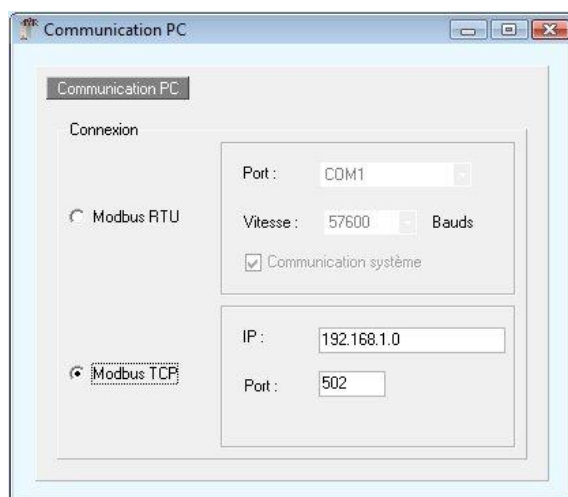 Communication PC
Communication PC
Connexion
Port :
COM1
Modbus RTU
Vitesse :
57600
Bauds
Communication système
IP :
192.168.1.0
Modbus TCP
Port :
502